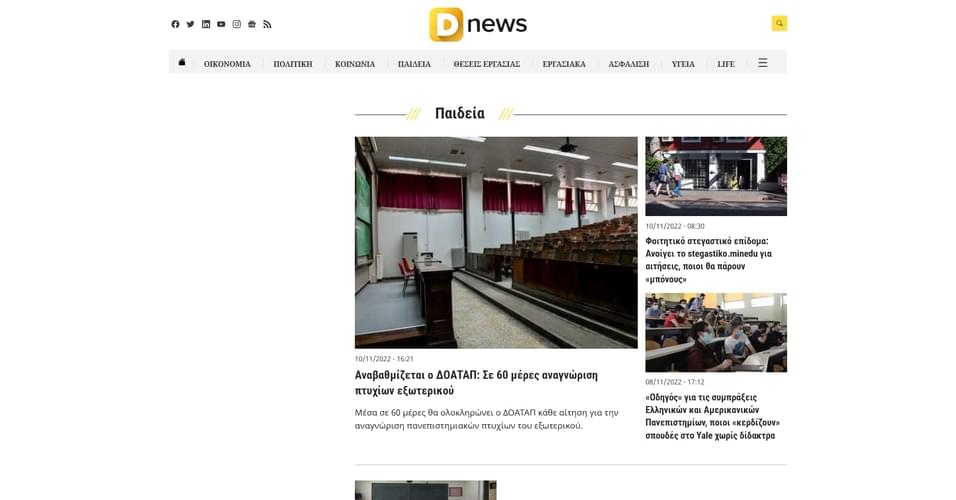 D news
ΟΙΚΟΝΟΜΙΑ ΠΟΛΙΤΙΚΗ ΚΟΙΝΩΝΙΑ ΠΑΙΔΕΙΑ ΘΕΣΕΙΣ ΕΡΓΑΣΙΑΣ ΕΡΓΑΣΙΑΚΑ ΑΣΦΑΛΙΣΗ ΥΓΕΙΑ LIFE
Παιδεία
10/11/2022 - 16:21
Αναβαθμίζεται ο ΔΟΑΤΑΠ: Σε 60 μέρες αναγνώριση
πτυχίων εξωτερικού
Μέσα σε 60 μέρες θα ολοκληρώνει ο ΔΟΑΤΑΠ κάθε αίτηση για την
αναγνώριση πανεπιστημιακών πτυχίων του εξωτερικού.
10/11/2022 - 08:30
Φοιτητικό στεγαστικό επίδομα:
Ανοίγει το stegastiko.minedu για
αιτήσεις, ποιοι θα πάρουν
«μπόνους»
08/11/2022 - 17:12
«Οδηγός» για τις συμπράξεις
Ελληνικών και Αμερικανικών
Πανεπιστημίων, ποιοι «κερδίζουν»
σπουδές στο Yale χωρίς δίδακτρα